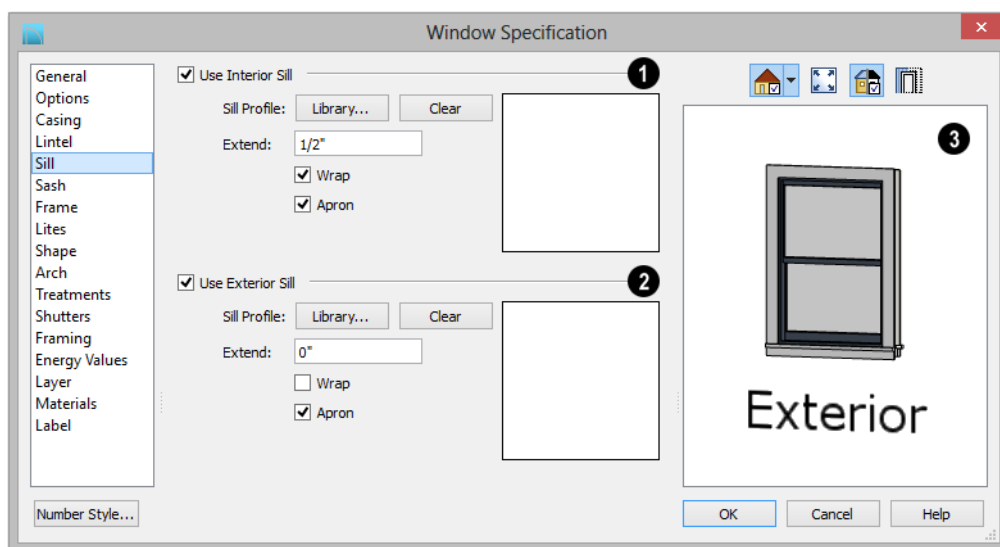 Window Specification
General
Options
Casing
Lintel
Sill
Sash
Frame
Lites
Shape
Arch
Treatments
Shutters
Framing
Energy Values
Layer
Materials
Label
Number Style...
Use Interior Sill
1
Sill Profile: Library... Clear
Extend: 1/2"
Wrap
Apron
Use Exterior Sill
2
Sill Profile: Library... Clear
Extend: 0"
Wrap
Apron
3
Exterior
OK Cancel Help